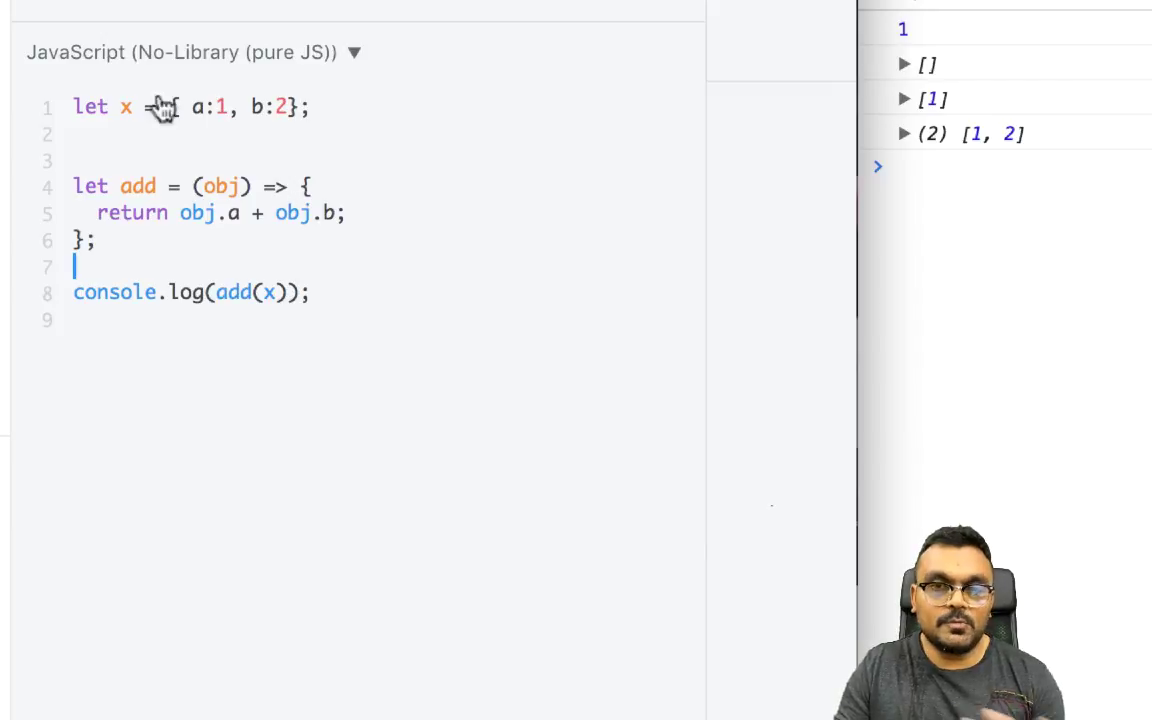 JavaScript (No-Library (pure JS)) ▼
1 let x = { a:1, b:2};
2
3
4 let add = (obj) => {
5 return obj.a + obj.b;
6 };
7
8 console.log(add(x));
9
1
▶ []
▶ [1]
▶ (2) [1, 2]
>